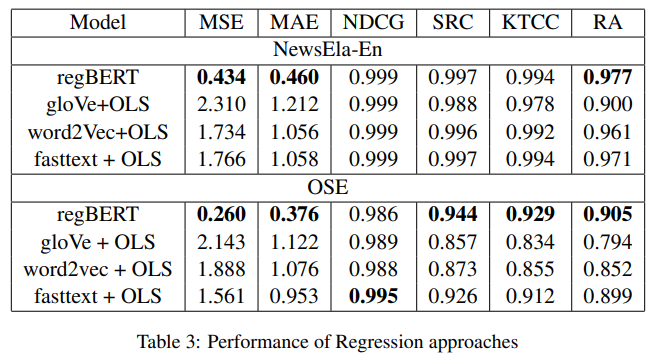 Model MSE MAE NDCG SRC KTCC RA
NewsEla-En
regBERT 0.434 0.460 0.999 0.997 0.994 0.977
gloVe+OLS 2.310 1.212 0.999 0.988 0.978 0.900
word2Vec+OLS 1.734 1.056 0.999 0.996 0.992 0.961
fasttext + OLS 1.766 1.058 0.999 0.997 0.994 0.971
OSE
regBERT 0.260 0.376 0.986 0.944 0.929 0.905
gloVe + OLS 2.143 1.122 0.989 0.857 0.834 0.794
word2vec + OLS 1.888 1.076 0.988 0.873 0.855 0.852
fasttext + OLS 1.561 0.953 0.995 0.926 0.912 0.899
Table 3: Performance of Regression approaches